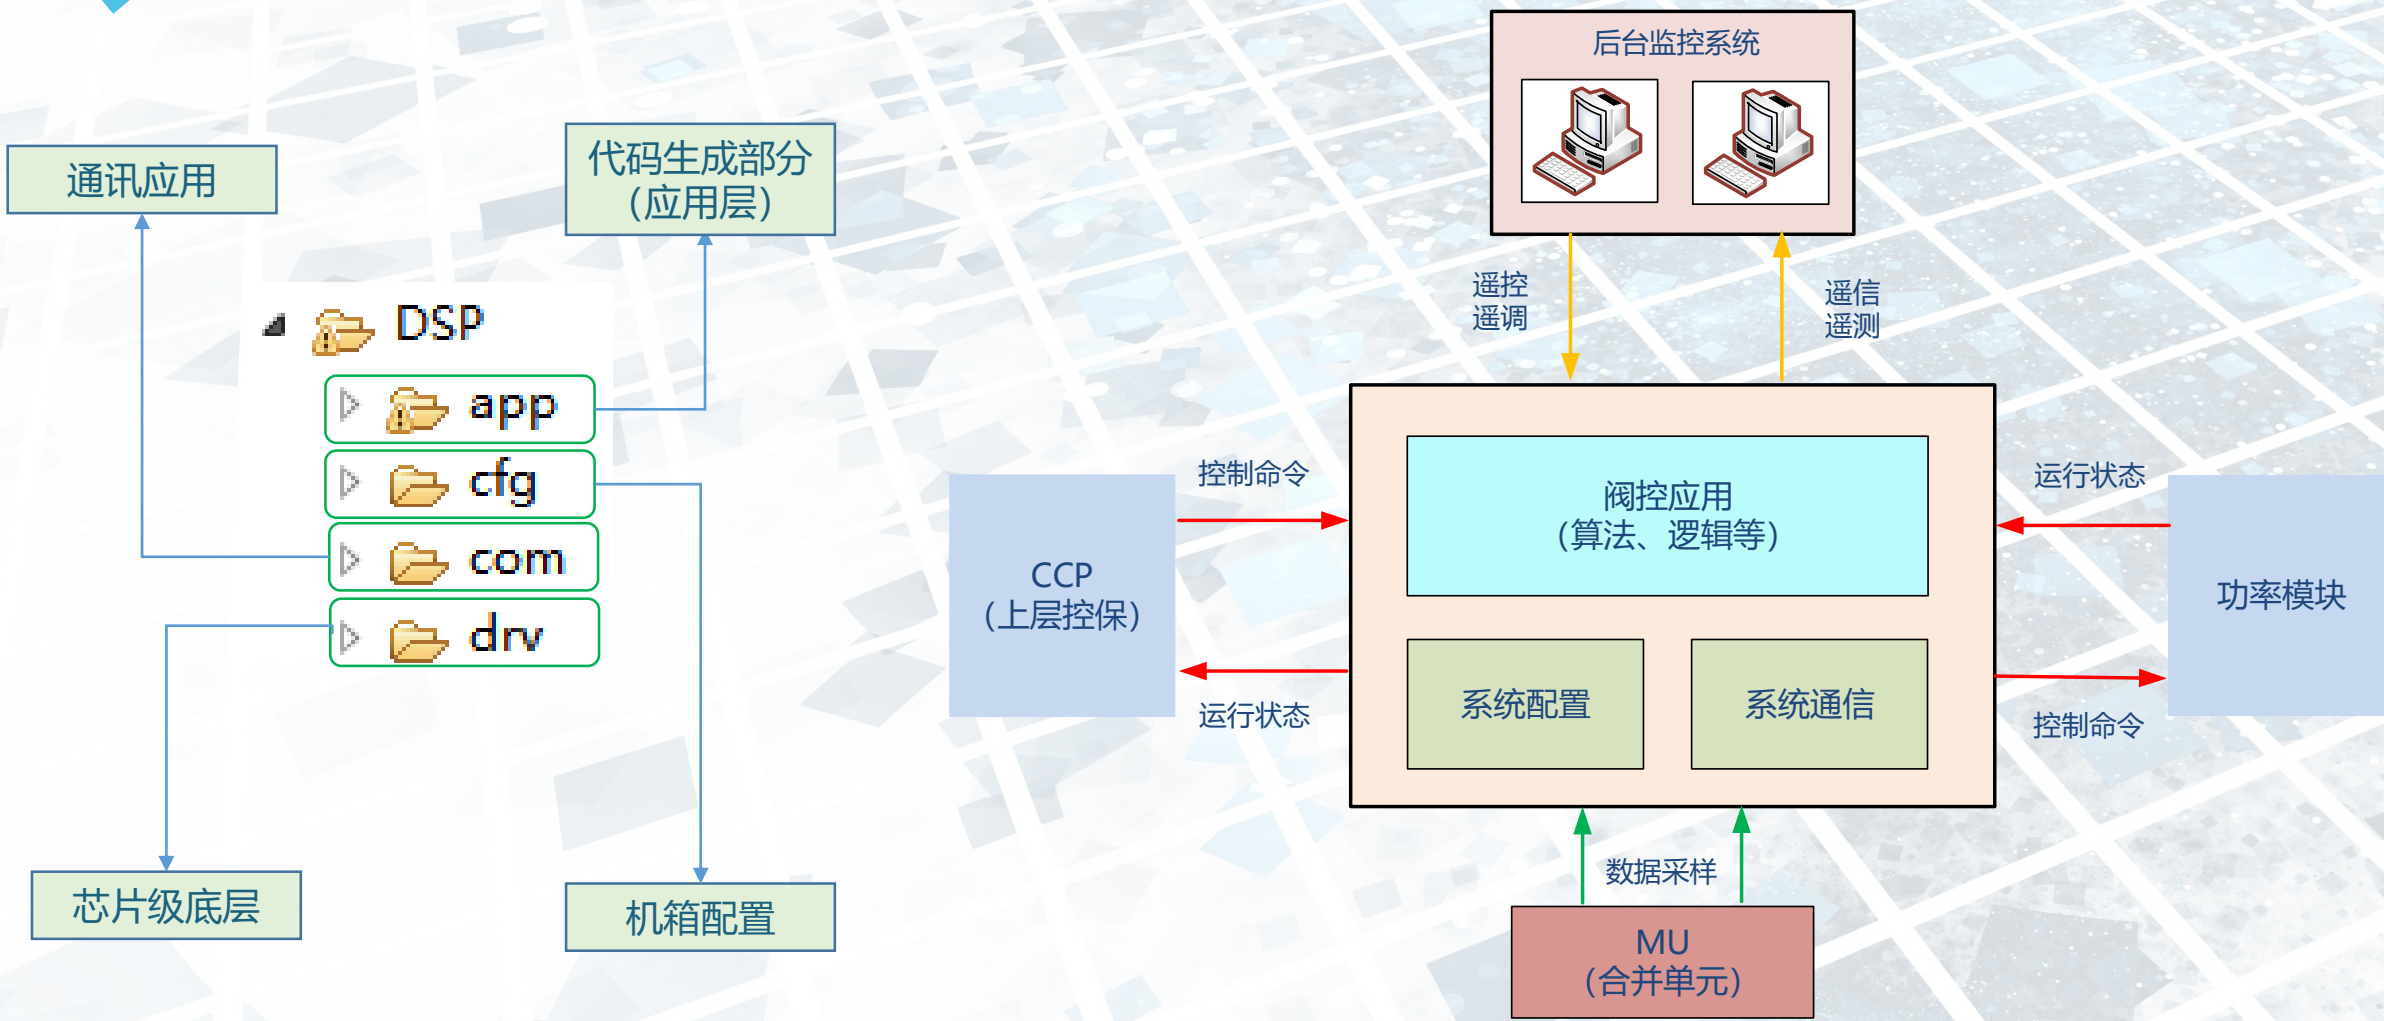 通讯应用
代码生成部分
（应用层）
DSP
app
cfg
com
drv
芯片级底层
机箱配置
后台监控系统
遥控
遥调
遥信
遥测
控制命令
CCP
（上层控保）
运行状态
阀控应用
（算法、逻辑等）
系统配置
系统通信
运行状态
功率模块
控制命令
数据采样
MU
（合并单元）